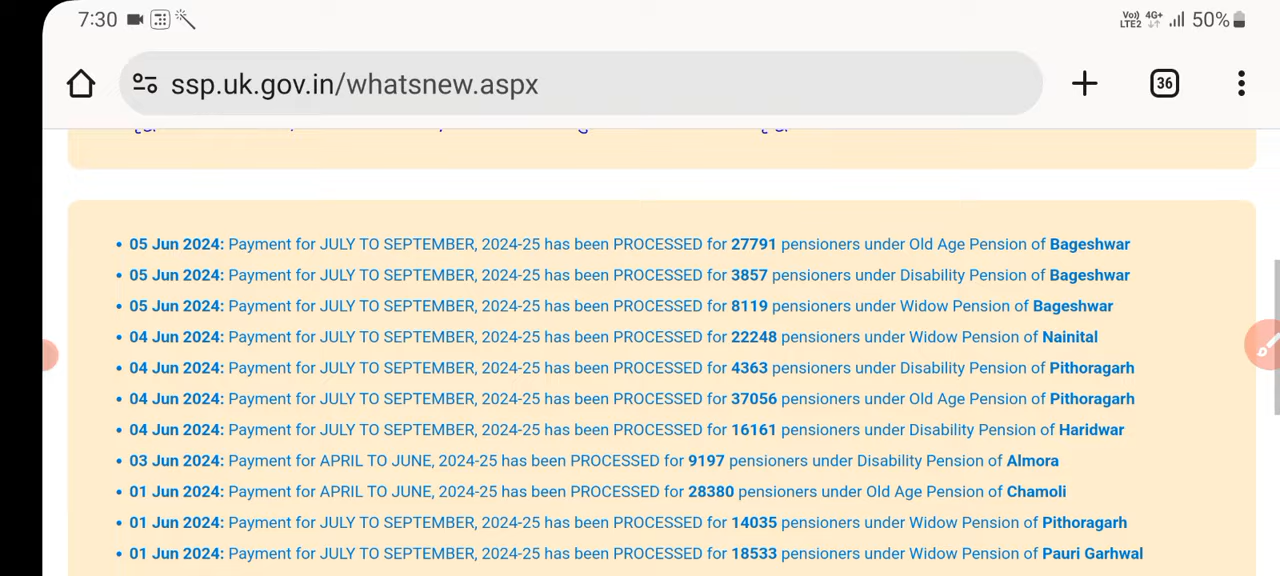 7:30
Vo)) LTE2 4G+ 50%
ssp.uk.gov.in/whatsnew.aspx
36
• 05 Jun 2024: Payment for JULY TO SEPTEMBER, 2024-25 has been PROCESSED for 27791 pensioners under Old Age Pension of Bageshwar
• 05 Jun 2024: Payment for JULY TO SEPTEMBER, 2024-25 has been PROCESSED for 3857 pensioners under Disability Pension of Bageshwar
• 05 Jun 2024: Payment for JULY TO SEPTEMBER, 2024-25 has been PROCESSED for 8119 pensioners under Widow Pension of Bageshwar
• 04 Jun 2024: Payment for JULY TO SEPTEMBER, 2024-25 has been PROCESSED for 22248 pensioners under Widow Pension of Nainital
• 04 Jun 2024: Payment for JULY TO SEPTEMBER, 2024-25 has been PROCESSED for 4363 pensioners under Disability Pension of Pithoragarh
• 04 Jun 2024: Payment for JULY TO SEPTEMBER, 2024-25 has been PROCESSED for 37056 pensioners under Old Age Pension of Pithoragarh
• 04 Jun 2024: Payment for JULY TO SEPTEMBER, 2024-25 has been PROCESSED for 16161 pensioners under Disability Pension of Haridwar
• 03 Jun 2024: Payment for APRIL TO JUNE, 2024-25 has been PROCESSED for 9197 pensioners under Disability Pension of Almora
• 01 Jun 2024: Payment for APRIL TO JUNE, 2024-25 has been PROCESSED for 28380 pensioners under Old Age Pension of Chamoli
• 01 Jun 2024: Payment for JULY TO SEPTEMBER, 2024-25 has been PROCESSED for 14035 pensioners under Widow Pension of Pithoragarh
• 01 Jun 2024: Payment for JULY TO SEPTEMBER, 2024-25 has been PROCESSED for 18533 pensioners under Widow Pension of Pauri Garhwal